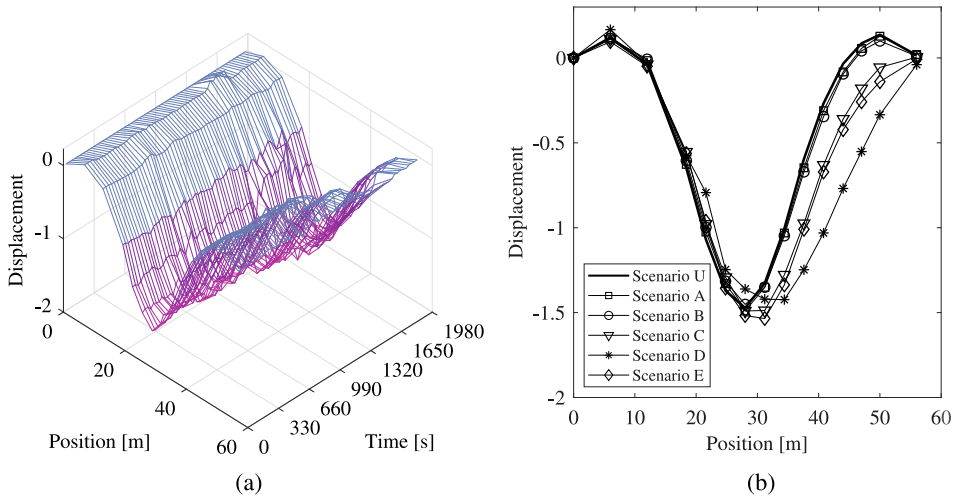 0
-1
-2
Displacement
0
20
40
60
Position [m]
0
330
660
990
1320
1650
1980
Time [s]
(a)
0
-0.5
-1
-1.5
-2
Displacement
Scenario U
Scenario A
Scenario B
Scenario C
Scenario D
Scenario E
0 10 20 30 40 50 60
Position [m]
(b)